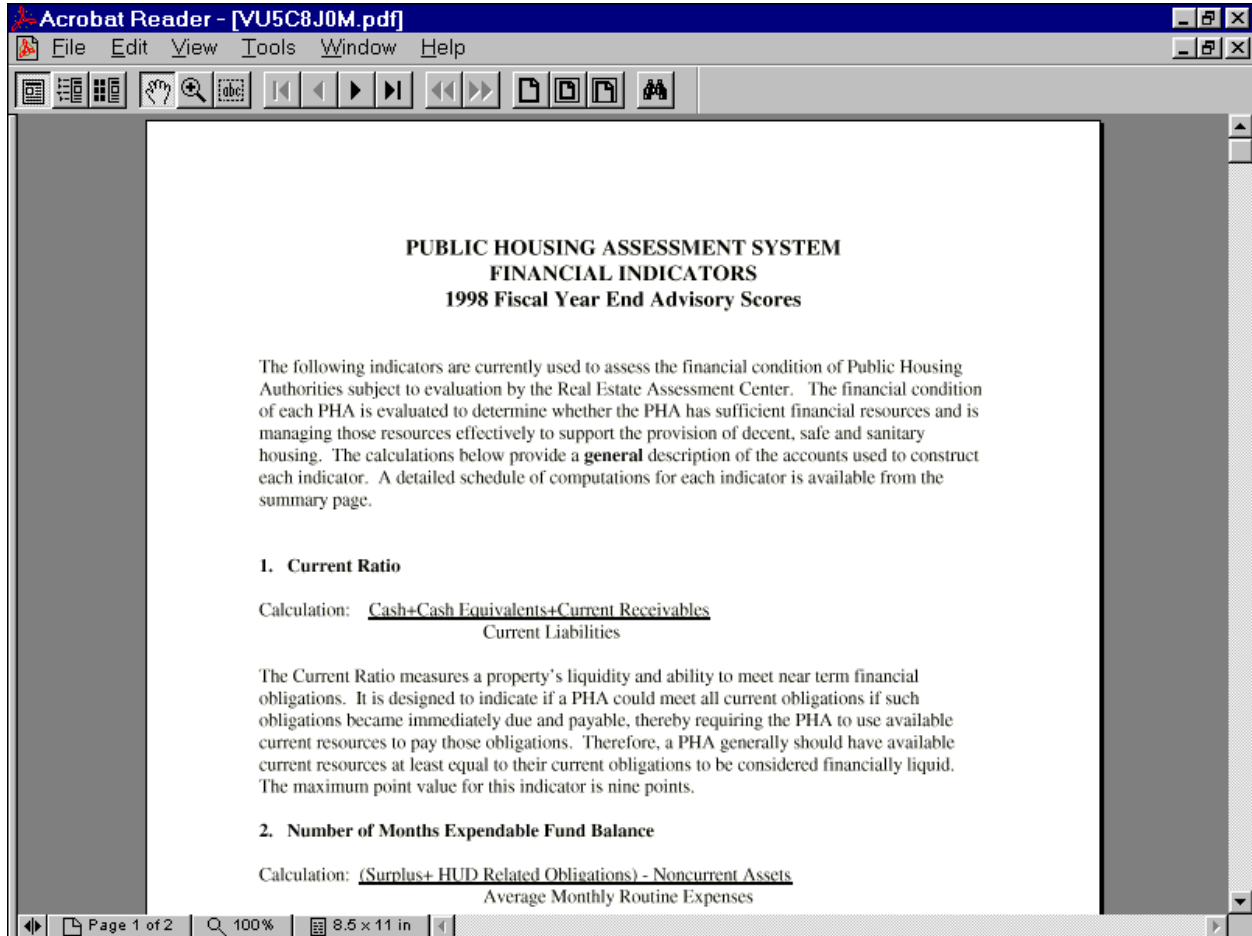 Acrobat Reader - [VU5C8J0M.pdf]
File Edit View Tools Window Help
abc
PUBLIC HOUSING ASSESSMENT SYSTEM
FINANCIAL INDICATORS
1998 Fiscal Year End Advisory Scores
The following indicators are currently used to assess the financial condition of Public Housing
Authorities subject to evaluation by the Real Estate Assessment Center.   The financial condition
of each PHA is evaluated to determine whether the PHA has sufficient financial resources and is
managing those resources effectively to support the provision of decent, safe and sanitary
housing.  The calculations below provide a general description of the accounts used to construct
each indicator.  A detailed schedule of computations for each indicator is available from the
summary page.
1.  Current Ratio
Calculation:   Cash+Cash Equivalents+Current Receivables
Current Liabilities
The Current Ratio measures a property's liquidity and ability to meet near term financial
obligations.  It is designed to indicate if a PHA could meet all current obligations if such
obligations became immediately due and payable, thereby requiring the PHA to use available
current resources to pay those obligations.  Therefore, a PHA generally should have available
current resources at least equal to their current obligations to be considered financially liquid.
The maximum point value for this indicator is nine points.
2.  Number of Months Expendable Fund Balance
Calculation:  (Surplus+ HUD Related Obligations) - Noncurrent Assets
Average Monthly Routine Expenses
Page 1 of 2   100%   8.5 x 11 in